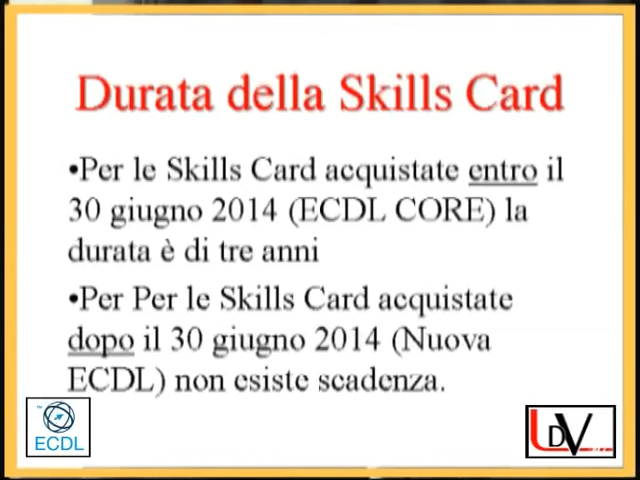 Durata della Skills Card
•Per le Skills Card acquistate entro il
30 giugno 2014 (ECDL CORE) la
durata è di tre anni
•Per Per le Skills Card acquistate
dopo il 30 giugno 2014 (Nuova
ECDL) non esiste scadenza.
ECDL
LDV